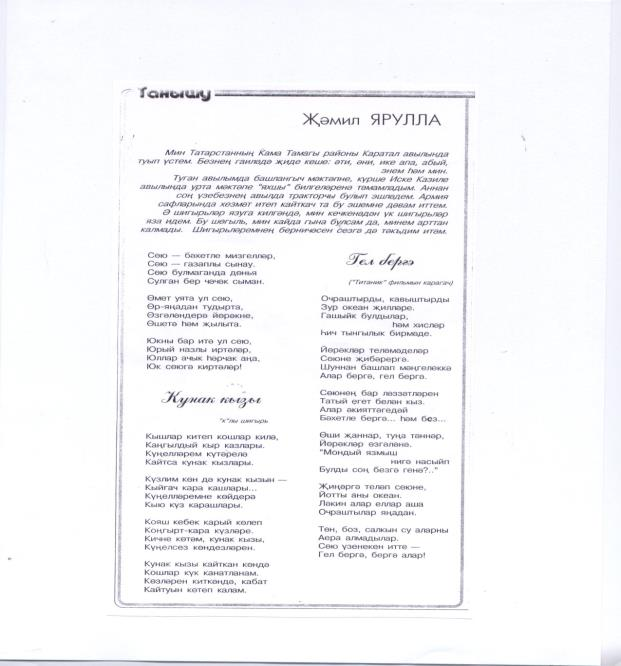 Танышу
Җәмил ЯРУЛЛА
Мин Татарстанның Кама Тамагы районы Каратал авылында
туып үстем. Безнең гаиләдә җиде кеше: әти, әни, ике апа, абый,
энем һәм мин.
Туган авылымда башлангыч мәктәпне, күрше Иске Казиле
авылында урта мәктәпне "яхшы" билгеләренә тәмамладым. Аннан
соң үзебезнең авылда тракторчы булып эшләдем. Армия
сафларында хезмәт итеп кайткач та бу эшемне дәвам иттем.
Ә шигырьләр язуга килгәндә, мин кечкенәдән үк шигырьләр
яза идем. Бу шөгыль, мин кайда гына булсам да, минем арттан
калмады. Шигырьләремнең берничәсен сезгә дә тәкъдим итәм.
Сөю — бәхетле мизгелләр,
Сөю — газаплы сынау.
Сөю булмаганда дөнья
Сулган бер чәчәк сыман.
Өмет уята ул сөю,
Өр-яңадан тудырта,
Өзгәләндерә йөрәкне,
Өшетә һәм җылыта.
Юкны бар итә ул сөю,
Юрый назлы иртәләр,
Юллар ачык һәрчак аңа,
Юк сөюгә киртәләр!
Кунак кызы
"к"лы шигырь
Кышлар китеп кошлар килә,
Каңгылдый кыр казлары.
Күңелләрем күтәрелә
Кайтса кунак кызлары.
Күзлим көн дә кунак кызын —
Кыйгач кара кашлары...
Күңелләремне көйдерә
Кыю күз карашлары.
Кояш кебек карый көлеп
Коңгырт-кара күзләре.
Кичне көтәм, кунак кызы,
Күңелсез көндезләрен.
Кунак кызы кайткан көндә
Кошлар күк канатланам.
Көзләрен киткәндә, кабат
Кайтуын көтеп калам.
Гел бергә
("Титаник" фильмын карагач)
Очраштырды, кавыштырды
Зур океан җилләре.
Гашыйк булдылар,
һәм хисләр
Һич тынгылык бирмәде.
Йөрәкләр теләмәделәр
Сөюне җибәрергә.
Шуннан башлап мәңгелеккә
Алар бергә, гел бергә.
Сөюнең бар ләззәтләрен
Татый егет белән кыз.
Алар әкияттәгедәй
Бәхетле бергә... һәм без...
Өши җаннар, туңа тәннәр,
Йөрәкләр өзгәләнә.
"Мондый язмыш
нигә насыйп
Булды соң безгә генә?.."
Җиңәргә теләп сөюне,
Йотты аны океан.
Ләкин алар еллар аша
Очраштылар яңадан.
Төн, боз, салкын су аларны
Аера алмадылар.
Сөю үзенекен итте —
Гел бергә, бергә алар!